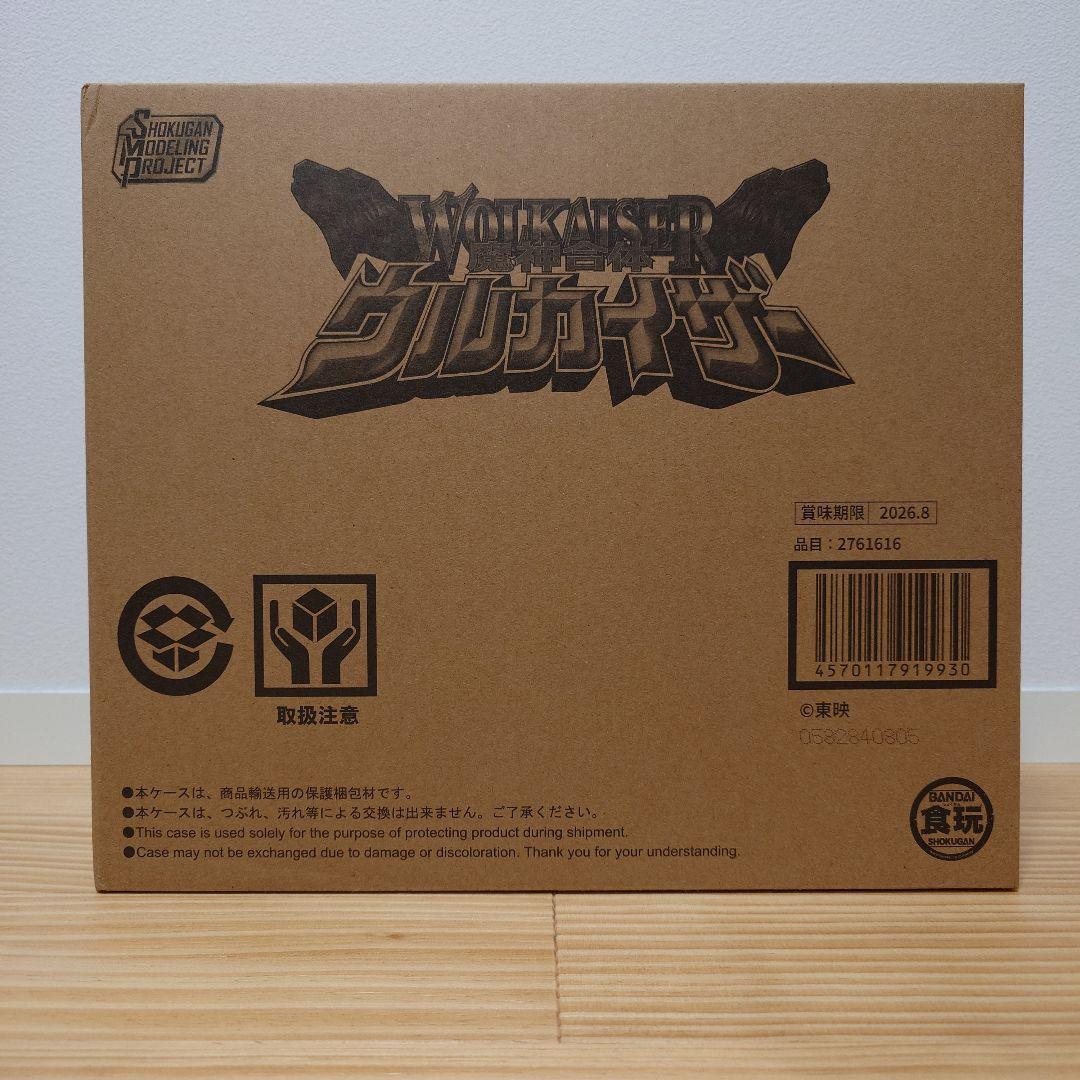 SHOKUGAN
MODELING
PROJECT
WOLKAISER
魔神合体
ウルカイザー
賞味期限 2026.8
品目：2761616
4570117919930
©東映
0582840805
取扱注意
●本ケースは、商品輸送用の保護梱包材です。
●本ケースは、つぶれ、汚れ等による交換は出来ません。ご了承ください。
●This case is used solely for the purpose of protecting product during shipment.
●Case may not be exchanged due to damage or discoloration. Thank you for your understanding.
BANDAI
食玩
SHOKUGAN